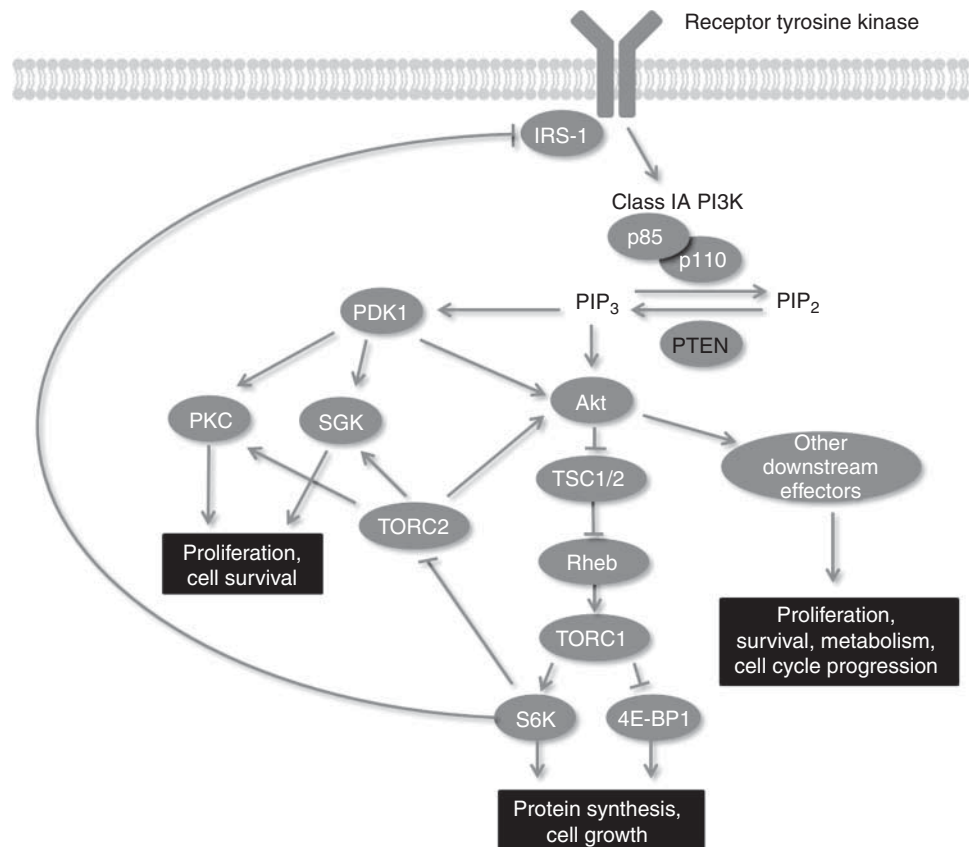 Receptor tyrosine kinase
IRS-1
Class IA PI3K
p85
p110
PDK1
PIP₃
PIP₂
PTEN
PKC
SGK
Akt
Other
downstream
effectors
TSC1/2
TORC2
Proliferation,
cell survival
Rheb
TORC1
Proliferation,
survival, metabolism,
cell cycle progression
S6K
4E-BP1
Protein synthesis,
cell growth